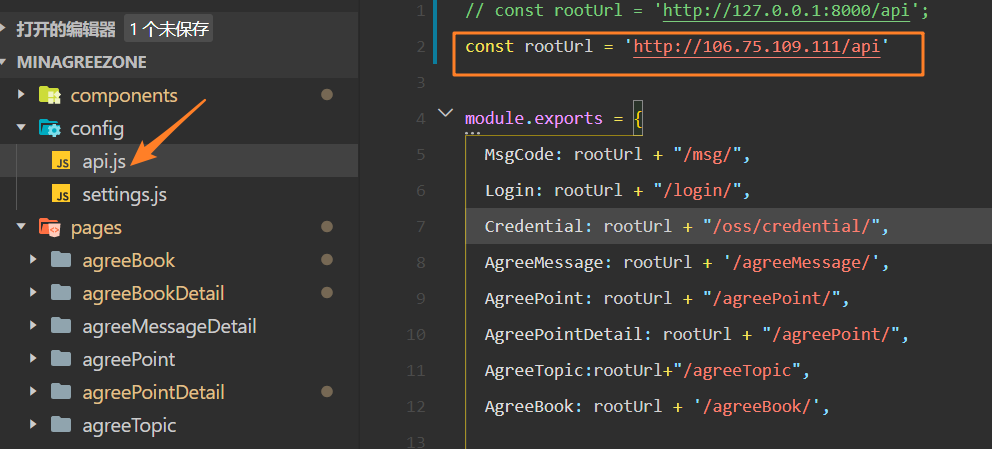 打开的编辑器 1 个未保存
MINAGREEZONE
components
config
JS api.js
JS settings.js
pages
agreeBook
agreeBookDetail
agreeMessageDetail
agreePoint
agreePointDetail
agreeTopic
1 // const rootUrl = 'http://127.0.0.1:8000/api';
2 const rootUrl = 'http://106.75.109.111/api'
3
4 module.exports = {
5 MsgCode: rootUrl + "/msg/",
6 Login: rootUrl + "/login/",
7 Credential: rootUrl + "/oss/credential/",
8 AgreeMessage: rootUrl + '/agreeMessage/',
9 AgreePoint: rootUrl + "/agreePoint/",
10 AgreePointDetail: rootUrl + "/agreePoint/",
11 AgreeTopic:rootUrl+"/agreeTopic",
12 AgreeBook: rootUrl + '/agreeBook/',
13